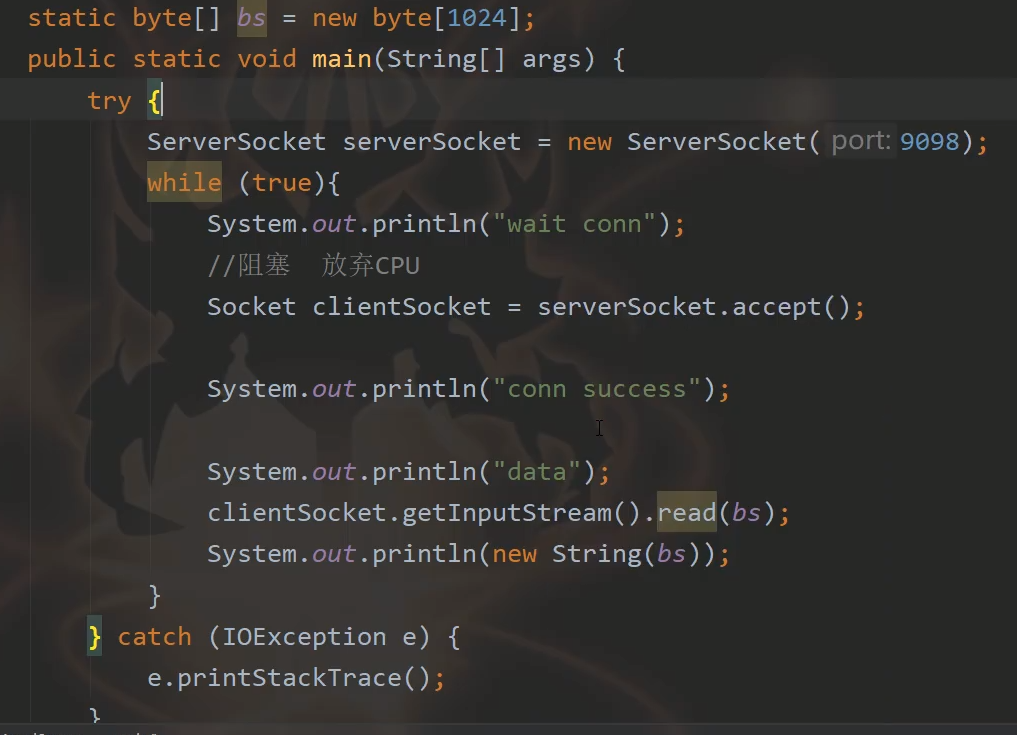 static byte[] bs = new byte[1024];
public static void main(String[] args) {
try {
ServerSocket serverSocket = new ServerSocket( port: 9098);
while (true){
System.out.println("wait conn");
//阻塞  放弃CPU
Socket clientSocket = serverSocket.accept();
System.out.println("conn success");
System.out.println("data");
clientSocket.getInputStream().read(bs);
System.out.println(new String(bs));
}
} catch (IOException e) {
e.printStackTrace();
}